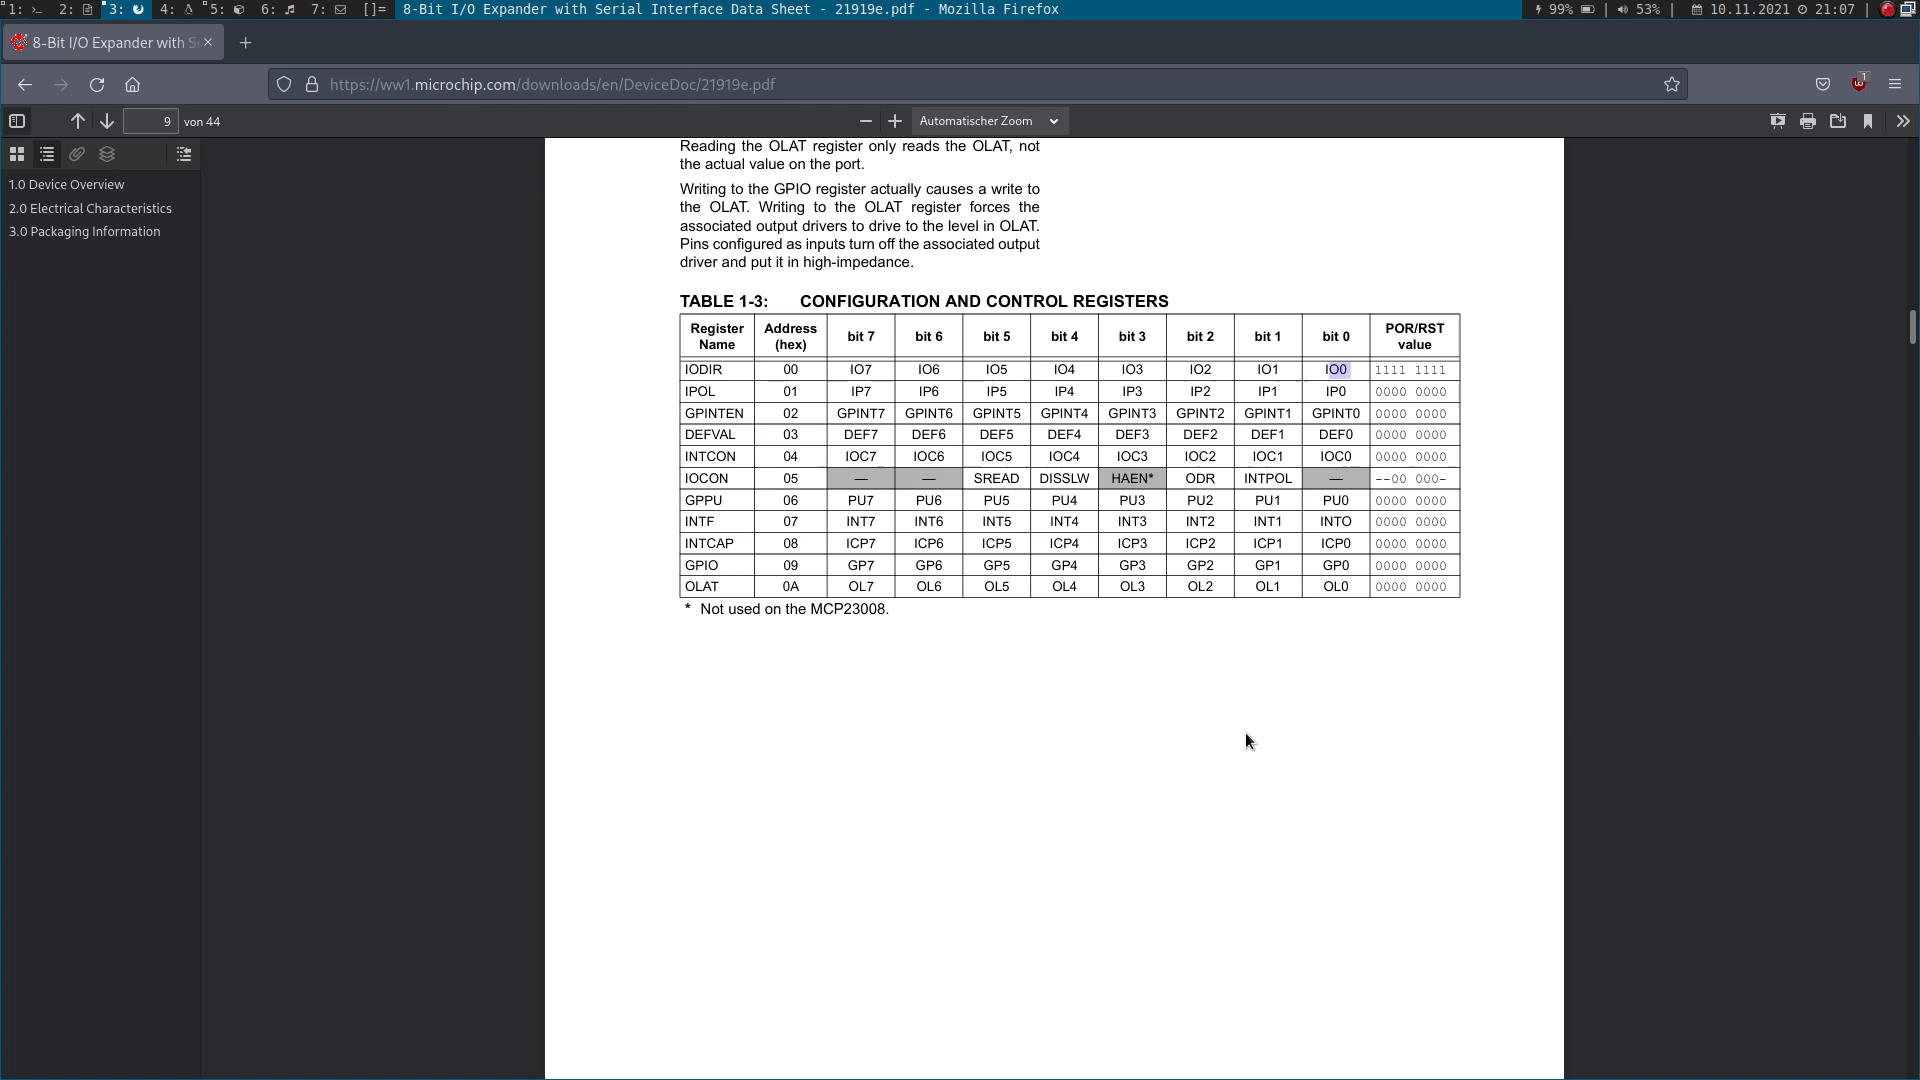 1: 2: 3: 4: 5: 6: 7: []= 8-Bit I/O Expander with Serial Interface Data Sheet - 21919e.pdf - Mozilla Firefox 99% | 53% | 10.11.2021 21:07 |
8-Bit I/O Expander with S
https://ww1.microchip.com/downloads/en/DeviceDoc/21919e.pdf 1
9 von 44 Automatischer Zoom
1.0 Device Overview
2.0 Electrical Characteristics
3.0 Packaging Information
Reading the OLAT register only reads the OLAT, not
the actual value on the port.
Writing to the GPIO register actually causes a write to
the OLAT. Writing to the OLAT register forces the
associated output drivers to drive to the level in OLAT.
Pins configured as inputs turn off the associated output
driver and put it in high-impedance.
TABLE 1-3: CONFIGURATION AND CONTROL REGISTERS
Register Name Address (hex) bit 7 bit 6 bit 5 bit 4 bit 3 bit 2 bit 1 bit 0 POR/RST value
IODIR 00 IO7 IO6 IO5 IO4 IO3 IO2 IO1 IO0 1111 1111
IPOL 01 IP7 IP6 IP5 IP4 IP3 IP2 IP1 IP0 0000 0000
GPINTEN 02 GPINT7 GPINT6 GPINT5 GPINT4 GPINT3 GPINT2 GPINT1 GPINT0 0000 0000
DEFVAL 03 DEF7 DEF6 DEF5 DEF4 DEF3 DEF2 DEF1 DEF0 0000 0000
INTCON 04 IOC7 IOC6 IOC5 IOC4 IOC3 IOC2 IOC1 IOC0 0000 0000
IOCON 05 — — SREAD DISSLW HAEN* ODR INTPOL — --00 000-
GPPU 06 PU7 PU6 PU5 PU4 PU3 PU2 PU1 PU0 0000 0000
INTF 07 INT7 INT6 INT5 INT4 INT3 INT2 INT1 INTO 0000 0000
INTCAP 08 ICP7 ICP6 ICP5 ICP4 ICP3 ICP2 ICP1 ICP0 0000 0000
GPIO 09 GP7 GP6 GP5 GP4 GP3 GP2 GP1 GP0 0000 0000
OLAT 0A OL7 OL6 OL5 OL4 OL3 OL2 OL1 OL0 0000 0000
* Not used on the MCP23008.